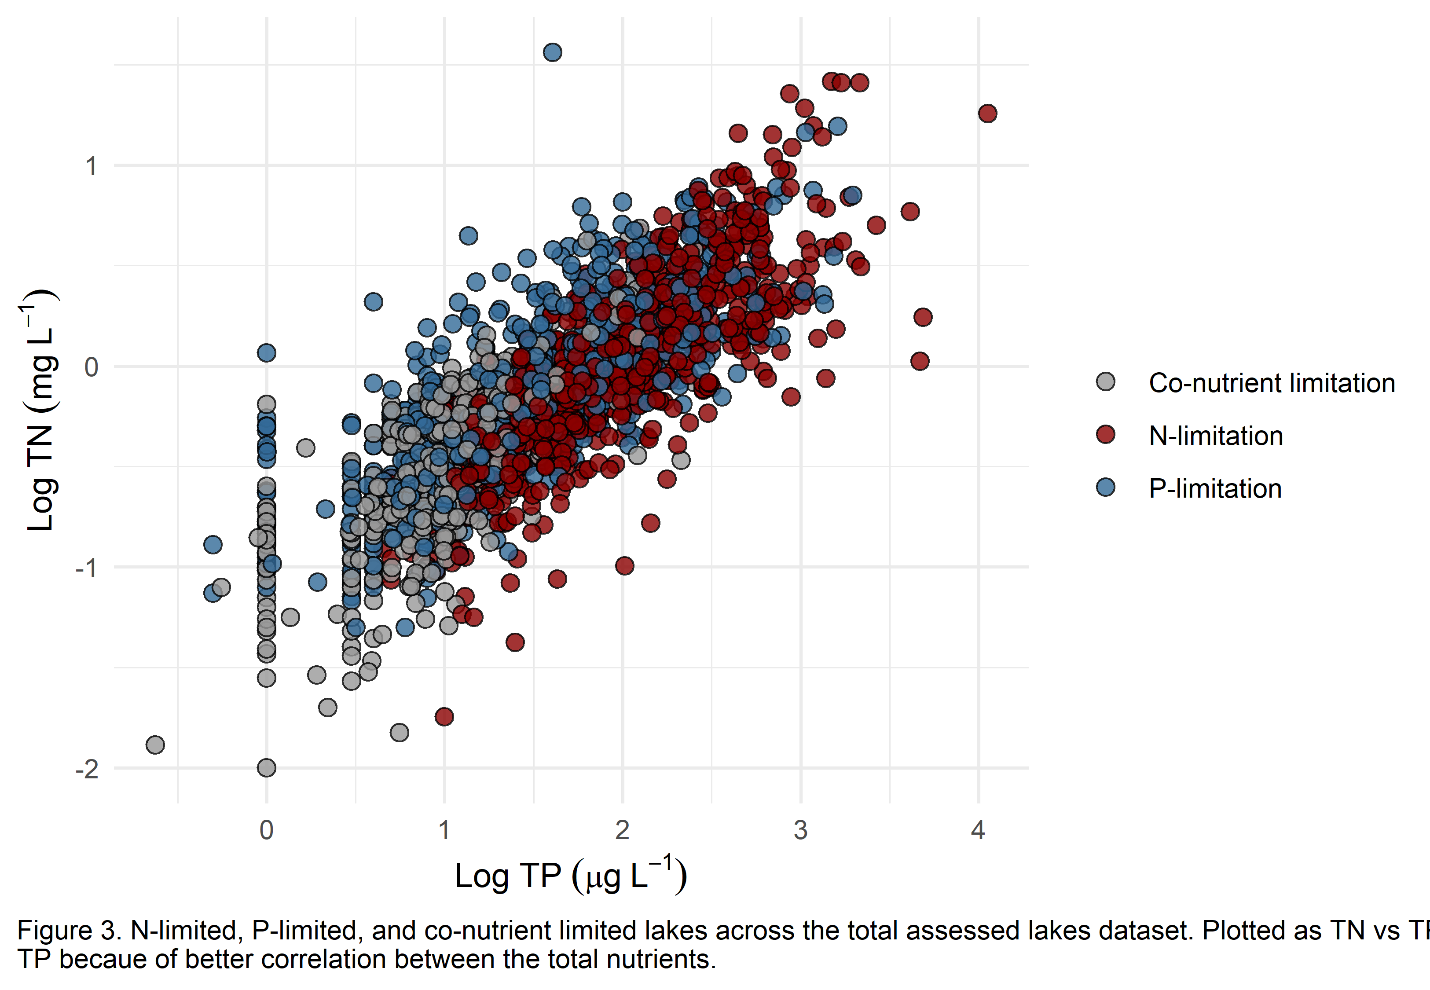 1
0
-1
-2
0
1
2
3
4
Log TN (mg L⁻¹)
Log TP (μg L⁻¹)
Co-nutrient limitation
N-limitation
P-limitation
Figure 3. N-limited, P-limited, and co-nutrient limited lakes across the total assessed lakes dataset. Plotted as TN vs
TP becaue of better correlation between the total nutrients.